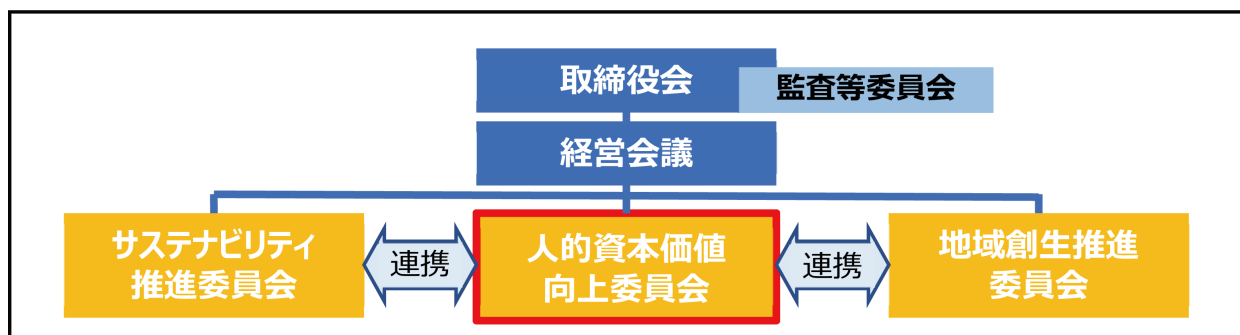 取締役会
監査等委員会
経営会議
サステナビリティ
推進委員会
連携
人的資本価値
向上委員会
連携
地域創生推進
委員会